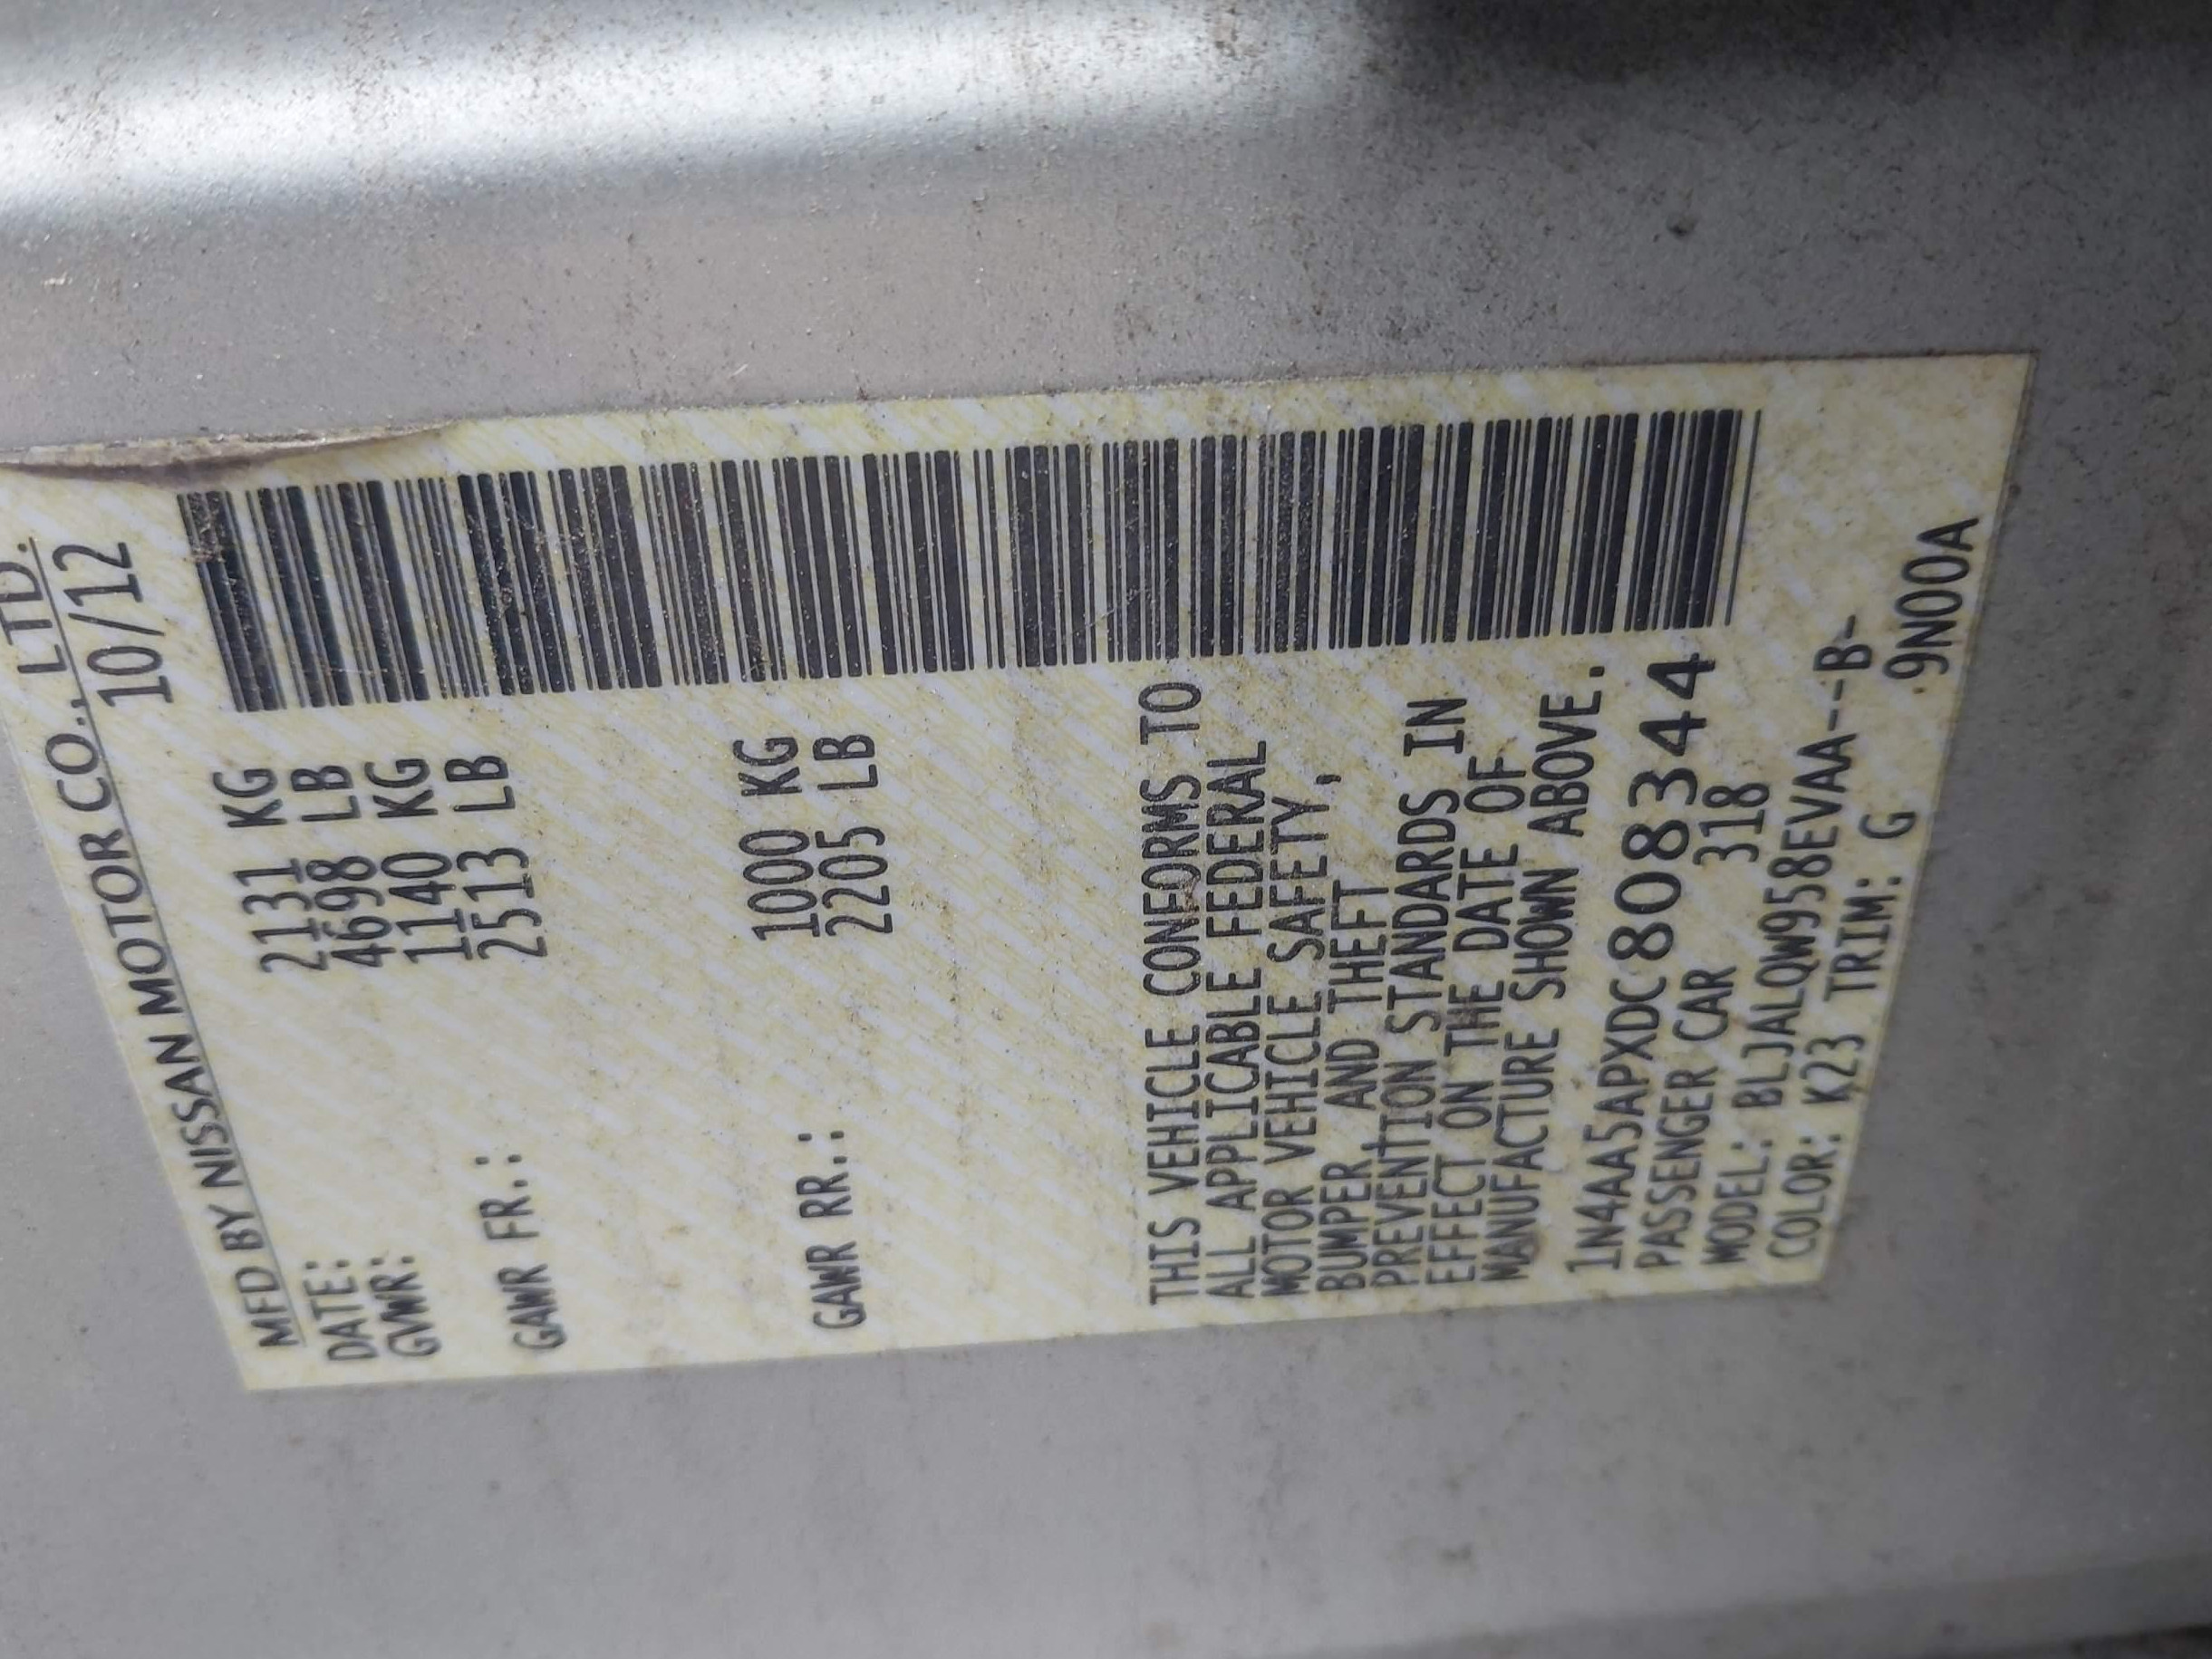 MFD BY NISSAN MOTOR CO., LTD.
DATE: 10/12
GVWR: 2131 KG
4698 LB
GAWR FR.: 1140 KG
2513 LB
GAWR RR.: 1000 KG
2205 LB
THIS VEHICLE CONFORMS TO
ALL APPLICABLE FEDERAL
MOTOR VEHICLE SAFETY,
BUMPER, AND THEFT
PREVENTION STANDARDS IN
EFFECT ON THE DATE OF
MANUFACTURE SHOWN ABOVE.
1N4AA5APXDC808344
PASSENGER CAR 318
MODEL: BLJALQW958EVAA--B-
COLOR: K23 TRIM: G
9N00A